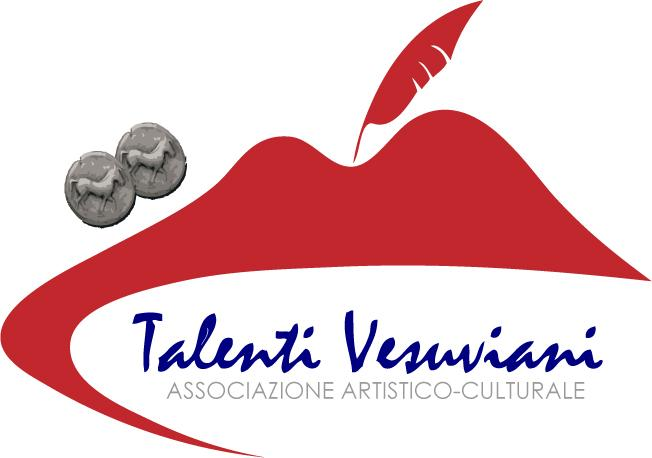 Talenti Vesuviani
ASSOCIAZIONE ARTISTICO-CULTURALE